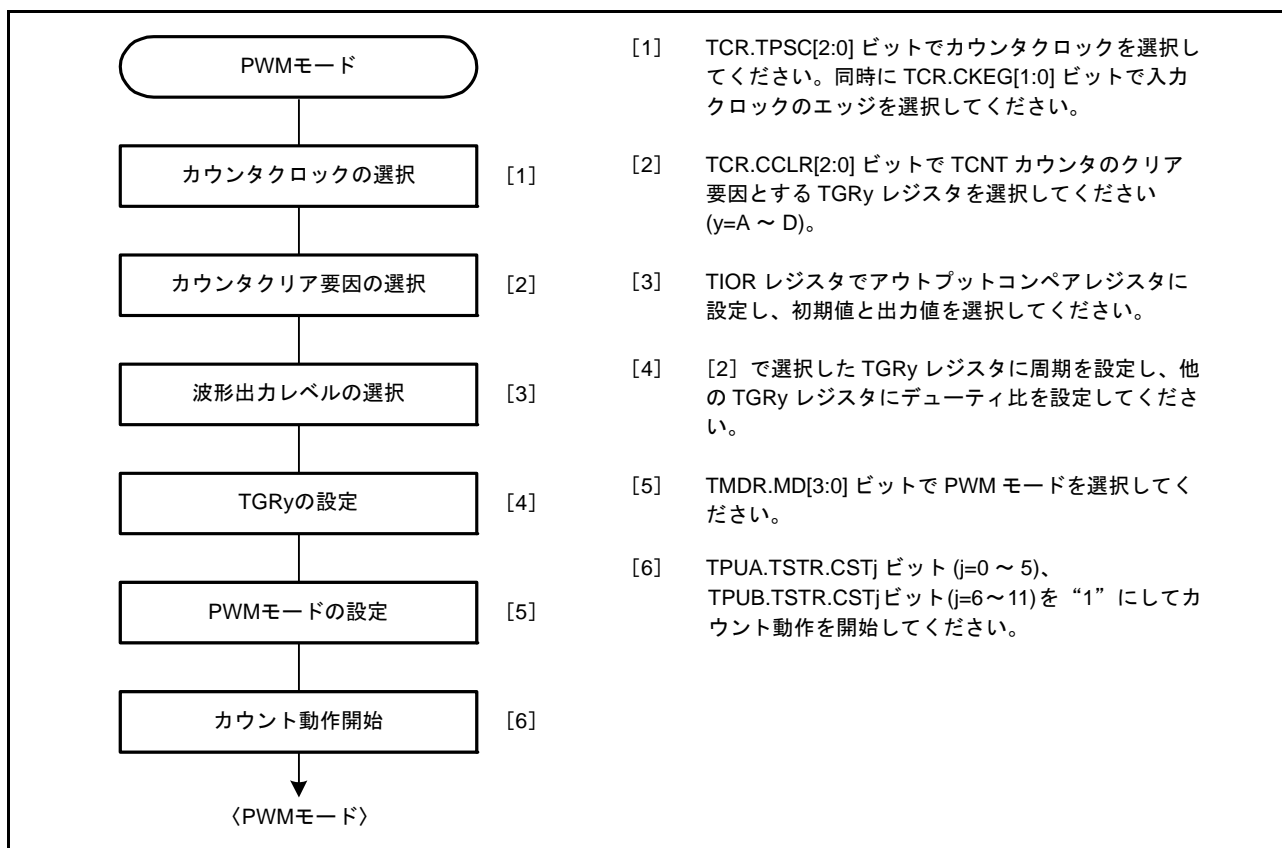 PWMモード
カウンタクロックの選択 [1]
カウンタクリア要因の選択 [2]
波形出力レベルの選択 [3]
TGRyの設定 [4]
PWMモードの設定 [5]
カウント動作開始 [6]
〈PWMモード〉
[1] TCR.TPSC[2:0] ビットでカウンタクロックを選択し
てください。同時に TCR.CKEG[1:0] ビットで入力
クロックのエッジを選択してください。
[2] TCR.CCLR[2:0] ビットで TCNT カウンタのクリア
要因とする TGRy レジスタを選択してください
(y=A ～ D)。
[3] TIOR レジスタでアウトプットコンペアレジスタに
設定し、初期値と出力値を選択してください。
[4] [2] で選択した TGRy レジスタに周期を設定し、他
の TGRy レジスタにデューティ比を設定してくださ
い。
[5] TMDR.MD[3:0] ビットで PWM モードを選択してく
ださい。
[6] TPUA.TSTR.CSTj ビット (j=0 ～ 5)、
TPUB.TSTR.CSTjビット(j=6～11)を “1” にしてカ
ウント動作を開始してください。